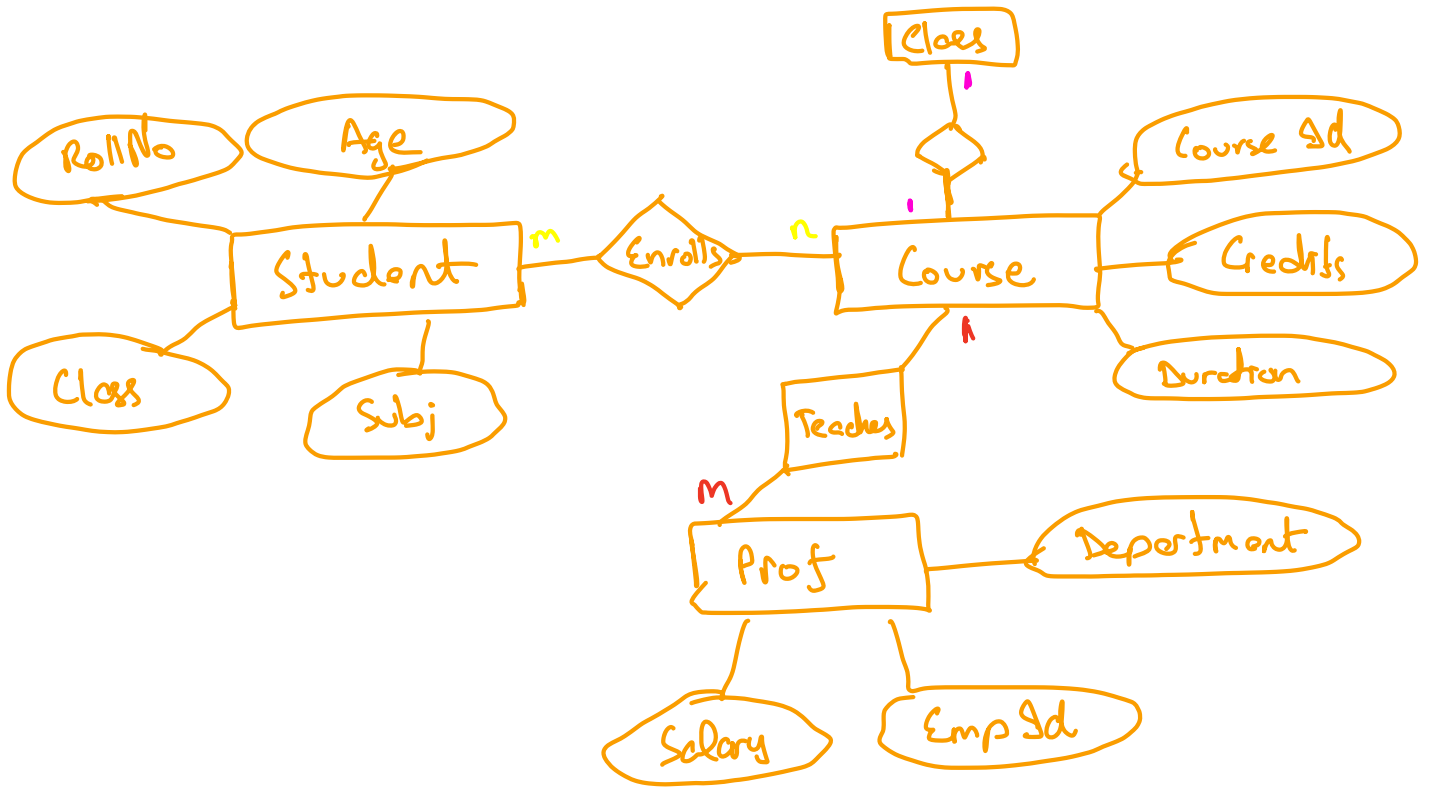 Class
RollNo
Age
Course Id
m
Enrolls
n
1
1
Student
Course
Credits
Class
Subj
n
Duration
Teaches
m
Prof
Department
Salary
Emp Id